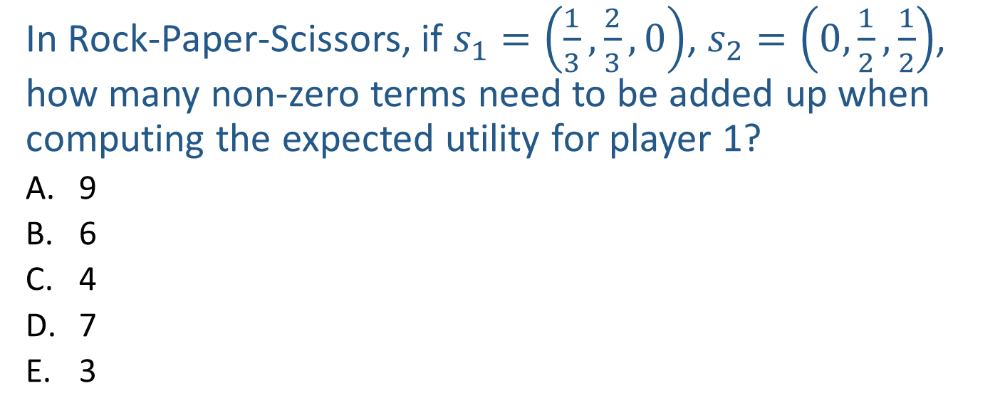 In Rock-Paper-Scissors, if $s_1 = \left(\frac{1}{3}, \frac{2}{3}, 0\right), s_2 = \left(0, \frac{1}{2}, \frac{1}{2}\right),$
how many non-zero terms need to be added up when
computing the expected utility for player 1?
A. 9
B. 6
C. 4
D. 7
E. 3